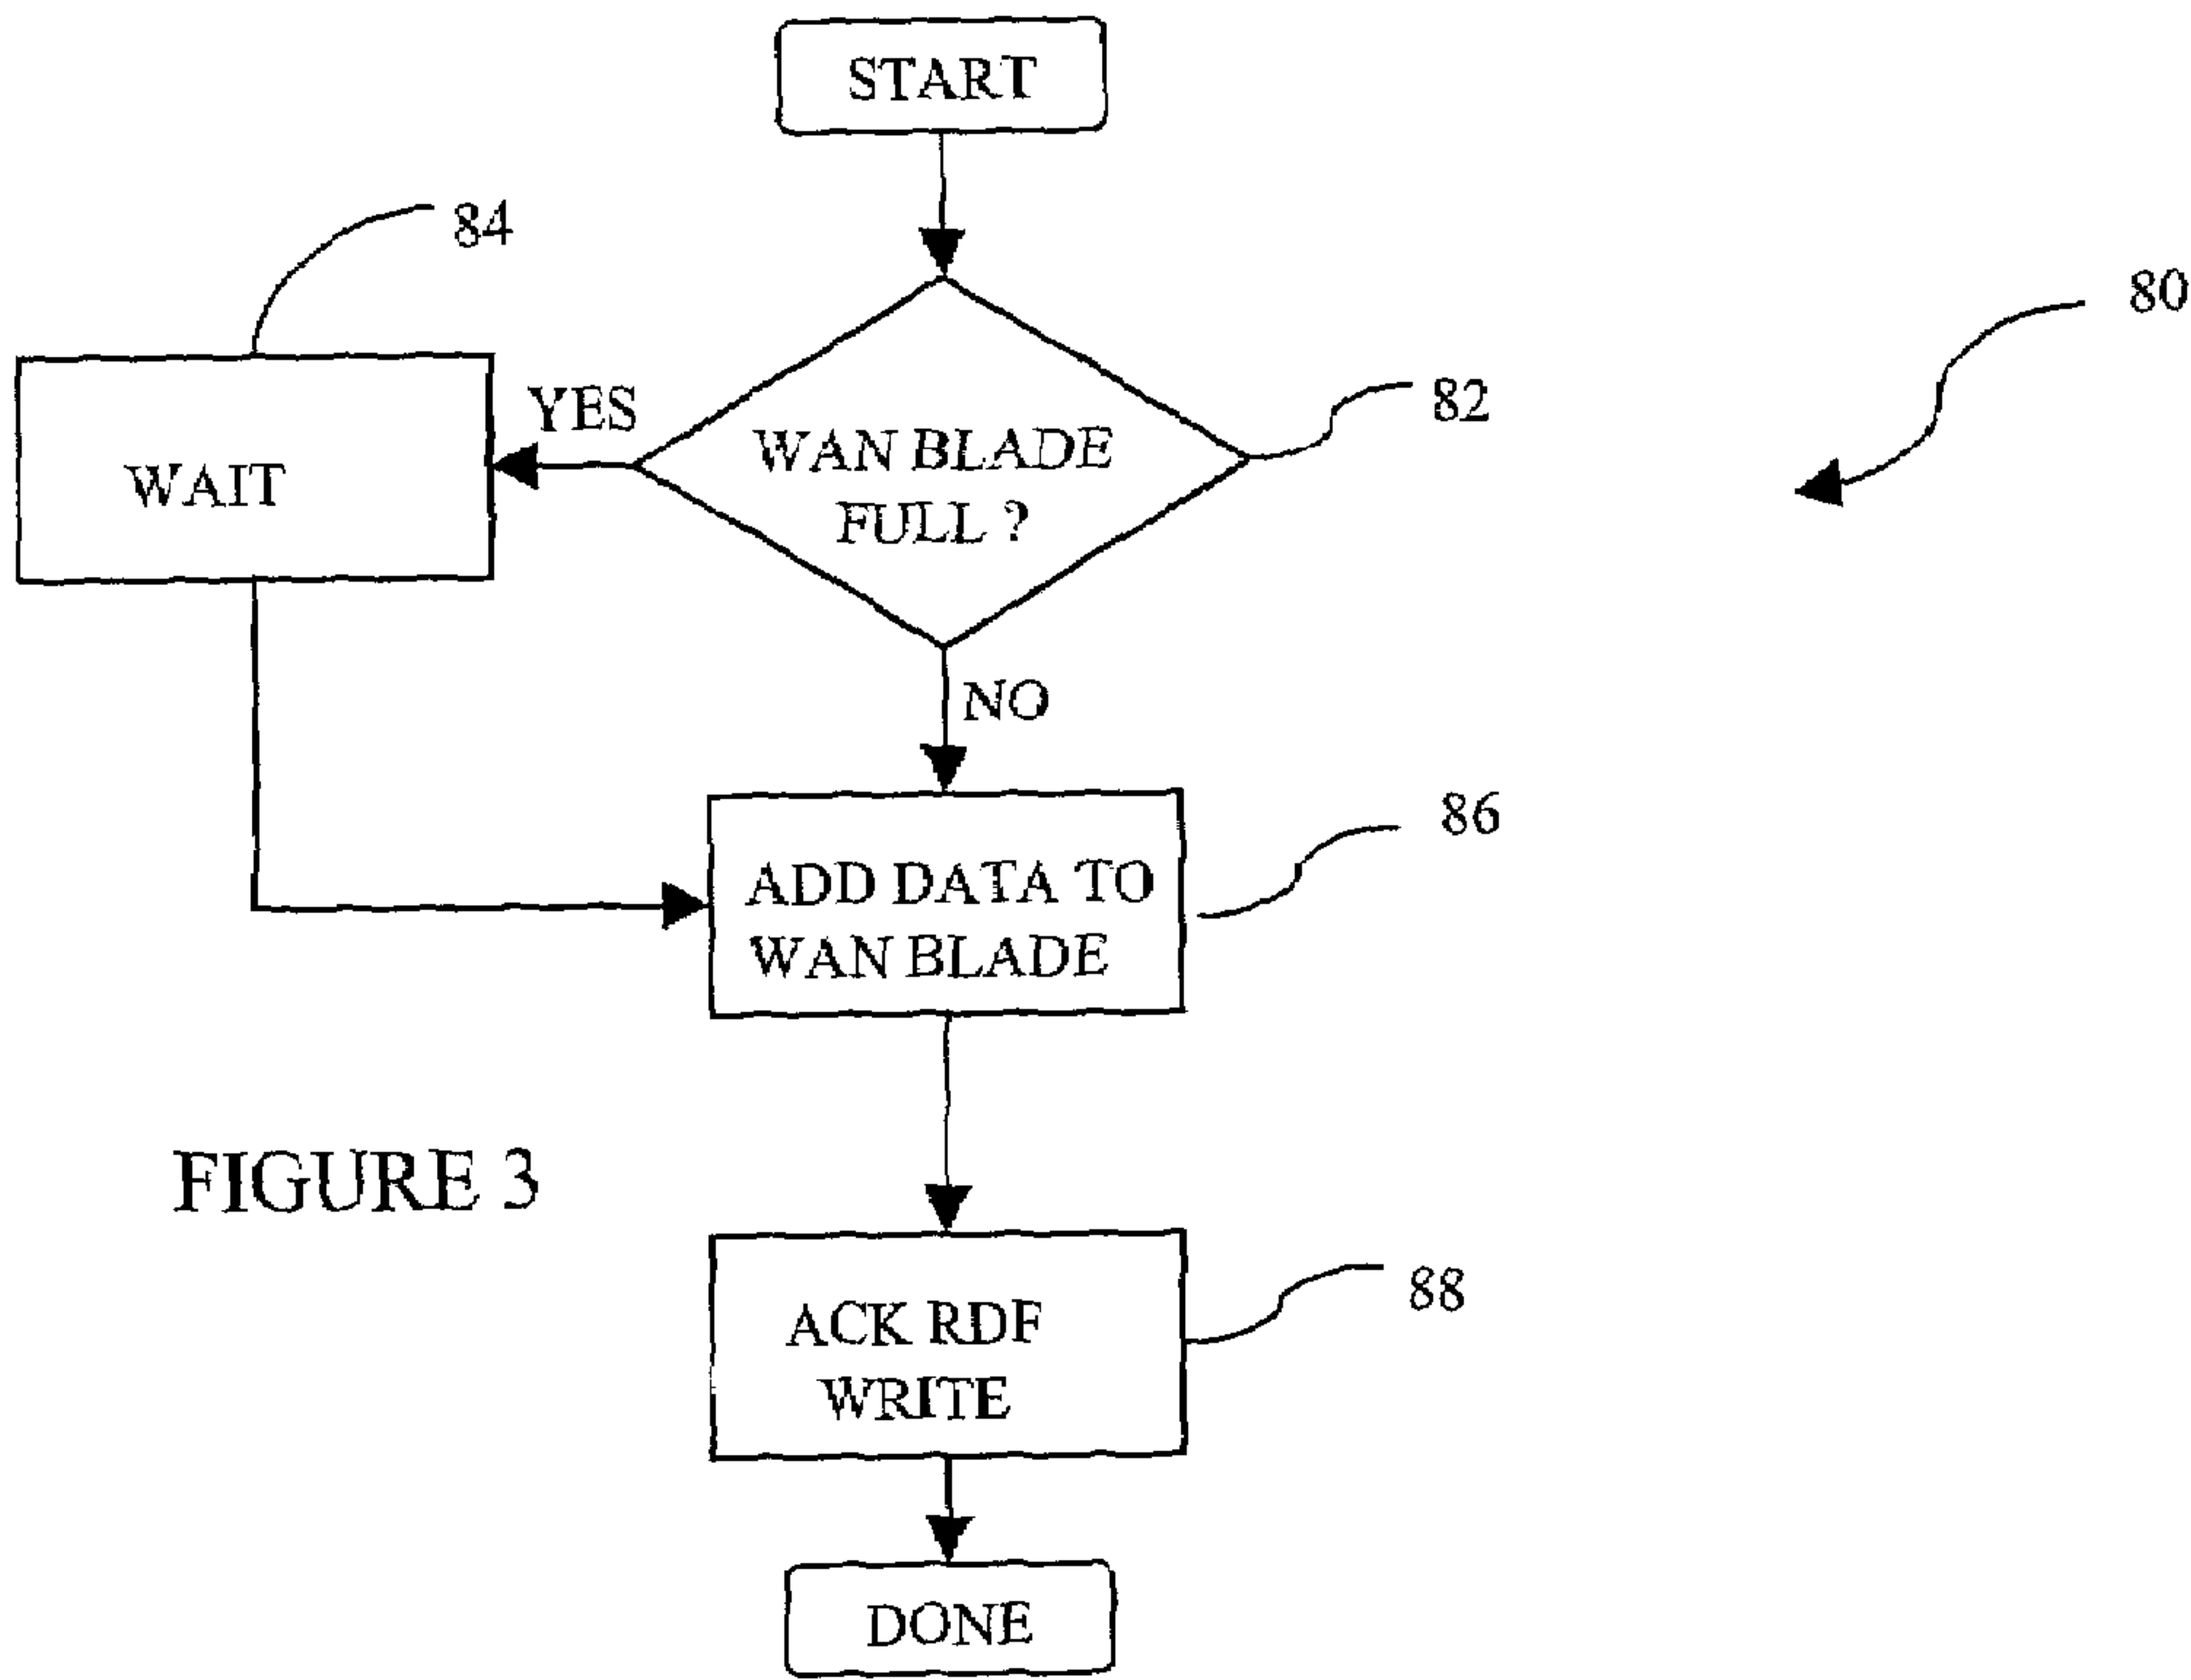 START
84
80
YES
82
WAN BLADE
FULL ?
WAIT
NO
86
ADD DATA TO
WAN BLADE
FIGURE 3
88
ACK RDF
WRITE
DONE